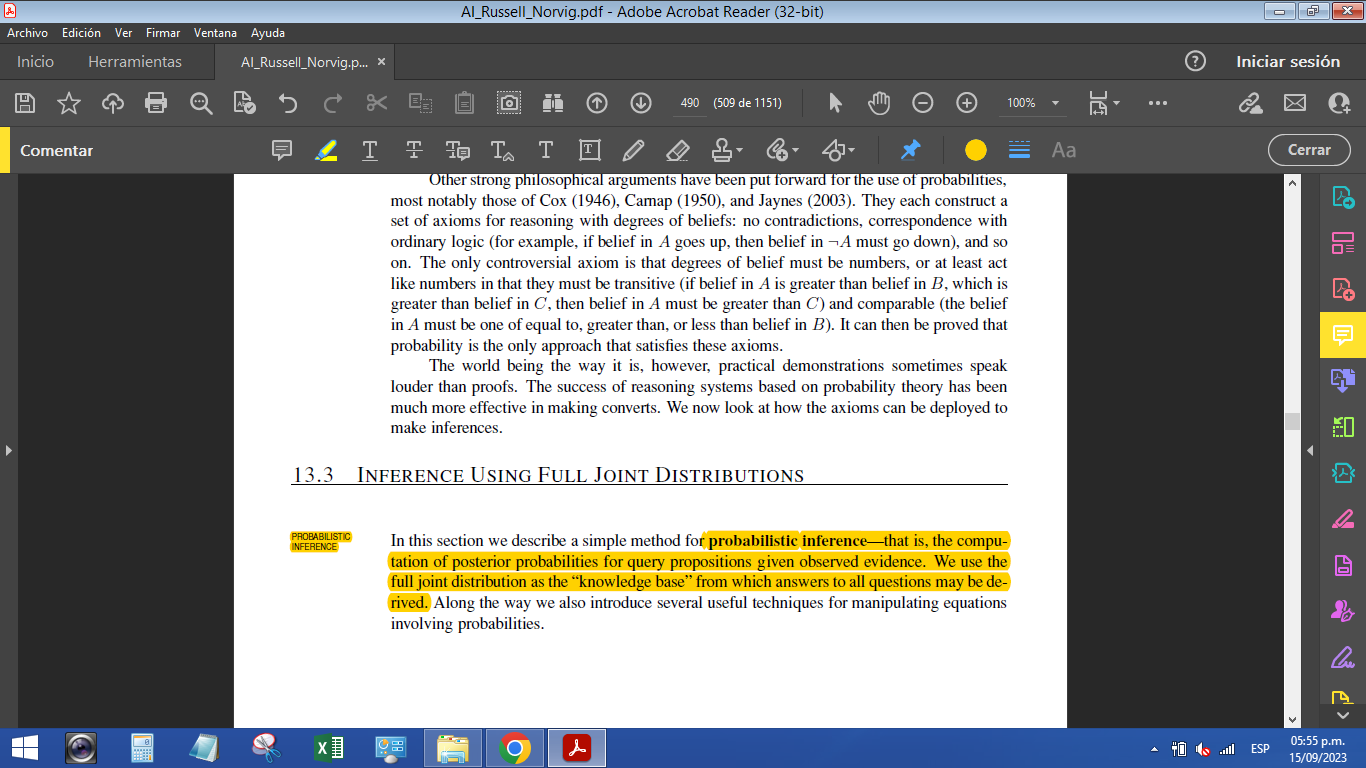 AI_Russell_Norvig.pdf - Adobe Acrobat Reader (32-bit)
Archivo Edición Ver Firmar Ventana Ayuda
Inicio Herramientas AI_Russell_Norvig.p... × Iniciar sesión
490 (509 de 1151) 100%
Comentar Aa Cerrar
Other strong philosophical arguments have been put forward for the use of probabilities,
most notably those of Cox (1946), Carnap (1950), and Jaynes (2003). They each construct a
set of axioms for reasoning with degrees of beliefs: no contradictions, correspondence with
ordinary logic (for example, if belief in A goes up, then belief in ¬A must go down), and so
on. The only controversial axiom is that degrees of belief must be numbers, or at least act
like numbers in that they must be transitive (if belief in A is greater than belief in B, which is
greater than belief in C, then belief in A must be greater than C) and comparable (the belief
in A must be one of equal to, greater than, or less than belief in B). It can then be proved that
probability is the only approach that satisfies these axioms.
The world being the way it is, however, practical demonstrations sometimes speak
louder than proofs. The success of reasoning systems based on probability theory has been
much more effective in making converts. We now look at how the axioms can be deployed to
make inferences.
13.3 INFERENCE USING FULL JOINT DISTRIBUTIONS
PROBABILISTIC
INFERENCE
In this section we describe a simple method for probabilistic inference—that is, the compu-
tation of posterior probabilities for query propositions given observed evidence. We use the
full joint distribution as the “knowledge base” from which answers to all questions may be de-
rived. Along the way we also introduce several useful techniques for manipulating equations
involving probabilities.
ESP
05:55 p.m.
15/09/2023